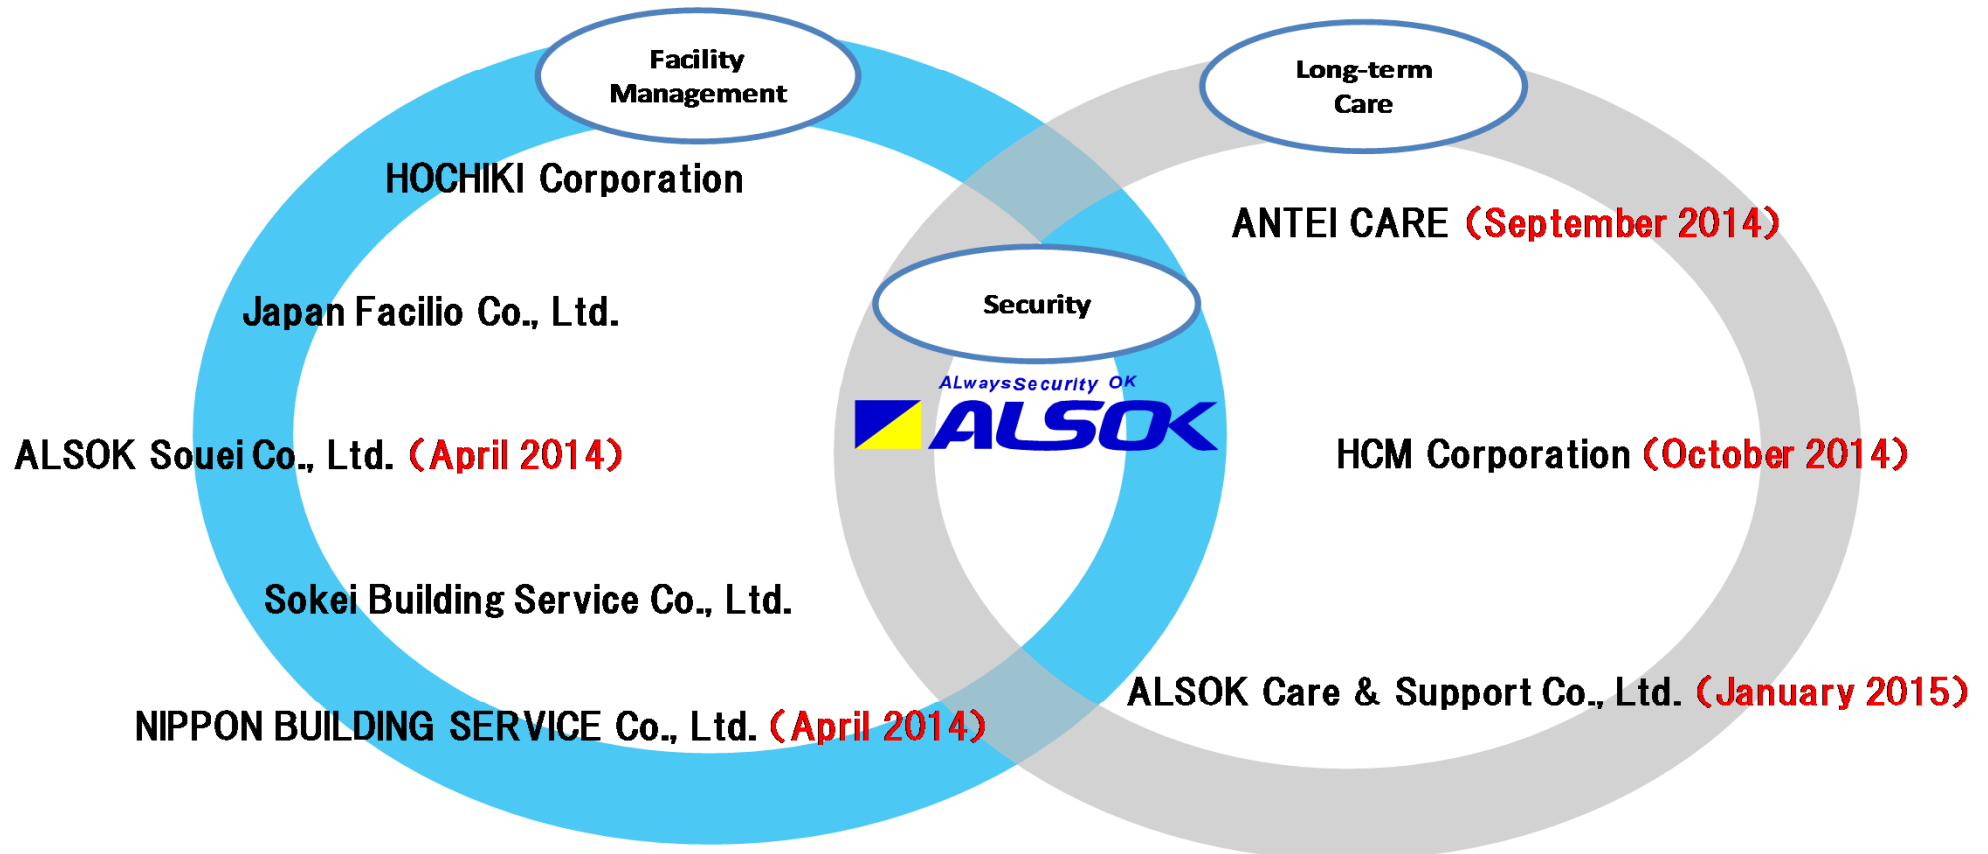 Facility
Management
Long-term
Care
HOCHIKI Corporation
ANTEI CARE (September 2014)
Security
Japan Facilio Co., Ltd.
ALwaysSecurity OK
ALSOK
ALSOK Souei Co., Ltd. (April 2014)
HCM Corporation (October 2014)
Sokei Building Service Co., Ltd.
ALSOK Care & Support Co., Ltd. (January 2015)
NIPPON BUILDING SERVICE Co., Ltd. (April 2014)